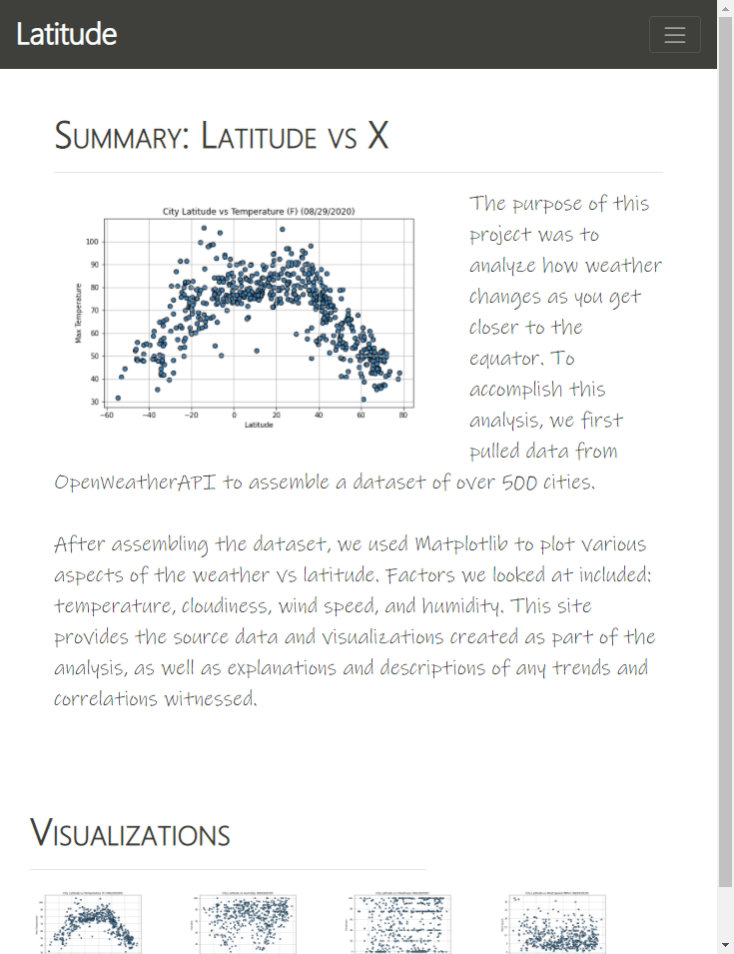 Latitude
Summary: Latitude vs X
City Latitude vs Temperature (F) (08/29/2020)
100
90
80
70
60
50
40
30
Max Temperature
−60
−40
−20
0
20
40
60
80
Latitude
The purpose of this
project was to
analyze how weather
changes as you get
closer to the
equator. To
accomplish this
analysis, we first
pulled data from
OpenWeatherAPI to assemble a dataset of over 500 cities.
After assembling the dataset, we used Matplotlib to plot various
aspects of the weather vs latitude. Factors we looked at included:
temperature, cloudiness, wind speed, and humidity. This site
provides the source data and visualizations created as part of the
analysis, as well as explanations and descriptions of any trends and
correlations witnessed.
Visualizations